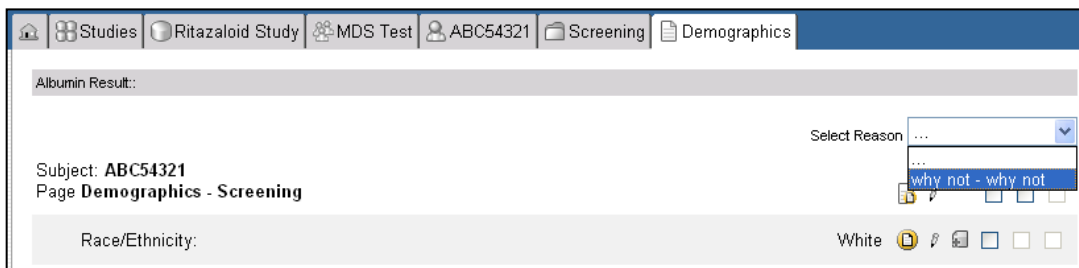 Studies Ritazaloid Study MDS Test ABC54321 Screening Demographics
Albumin Result::
Select Reason ...
...
why not - why not
Subject: ABC54321
Page Demographics - Screening
Race/Ethnicity: White